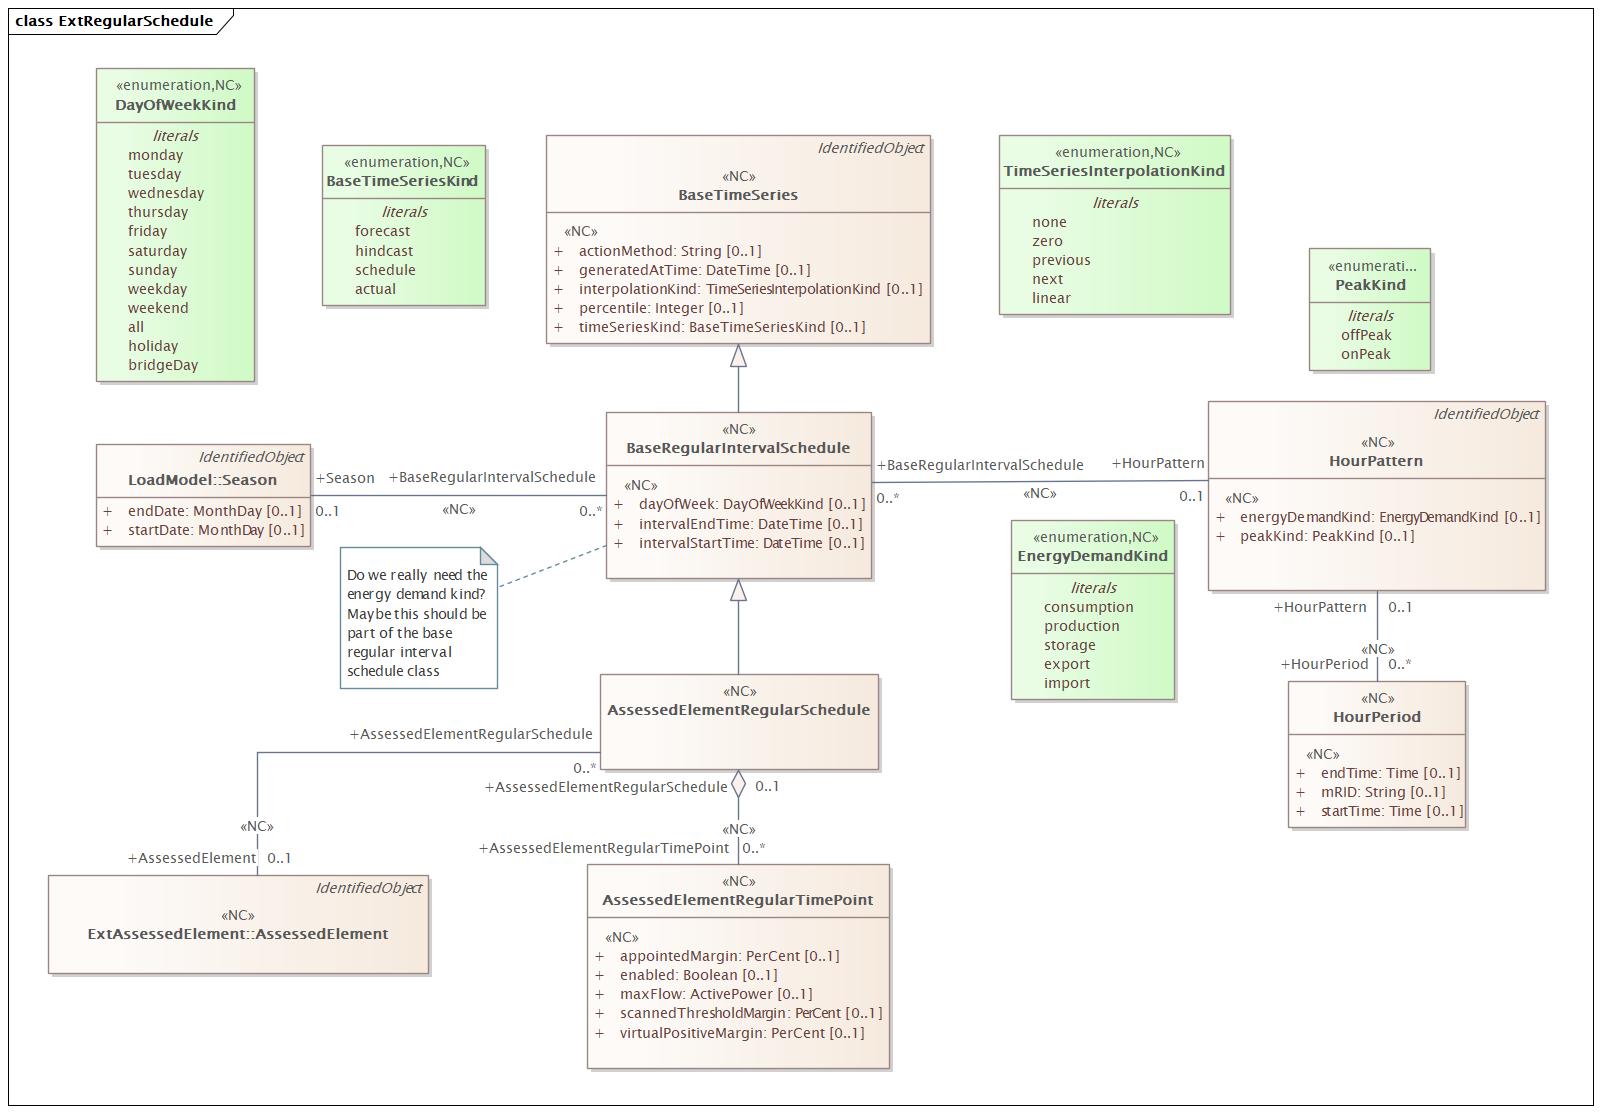 class ExtRegularSchedule
«enumeration,NC»
DayOfWeekKind
literals
monday
tuesday
wednesday
thursday
friday
saturday
sunday
weekday
weekend
all
holiday
bridgeDay
«enumeration,NC»
BaseTimeSeriesKind
literals
forecast
hindcast
schedule
actual
IdentifiedObject
«NC»
BaseTimeSeries
«NC»
+ actionMethod: String [0..1]
+ generatedAtTime: DateTime [0..1]
+ interpolationKind: TimeSeriesInterpolationKind [0..1]
+ percentile: Integer [0..1]
+ timeSeriesKind: BaseTimeSeriesKind [0..1]
«enumeration,NC»
TimeSeriesInterpolationKind
literals
none
zero
previous
next
linear
«enumerati...
PeakKind
literals
offPeak
onPeak
IdentifiedObject
LoadModel::Season
+ endDate: MonthDay [0..1]
+ startDate: MonthDay [0..1]
+Season
0..1
«NC»
+BaseRegularIntervalSchedule
0..*
«NC»
BaseRegularIntervalSchedule
«NC»
+ dayOfWeek: DayOfWeekKind [0..1]
+ intervalEndTime: DateTime [0..1]
+ intervalStartTime: DateTime [0..1]
+BaseRegularIntervalSchedule
0..*
«NC»
+HourPattern
0..1
IdentifiedObject
«NC»
HourPattern
«NC»
+ energyDemandKind: EnergyDemandKind [0..1]
+ peakKind: PeakKind [0..1]
Do we really need the
energy demand kind?
Maybe this should be
part of the base
regular interval
schedule class
«enumeration,NC»
EnergyDemandKind
literals
consumption
production
storage
export
import
+HourPattern 0..1
«NC»
+HourPeriod 0..*
«NC»
HourPeriod
«NC»
+ endTime: Time [0..1]
+ mRID: String [0..1]
+ startTime: Time [0..1]
«NC»
AssessedElementRegularSchedule
+AssessedElementRegularSchedule
0..*
+AssessedElementRegularSchedule 0..1
«NC»
«NC»
+AssessedElementRegularTimePoint 0..*
+AssessedElement 0..1
IdentifiedObject
«NC»
ExtAssessedElement::AssessedElement
«NC»
AssessedElementRegularTimePoint
«NC»
+ appointedMargin: PerCent [0..1]
+ enabled: Boolean [0..1]
+ maxFlow: ActivePower [0..1]
+ scannedThresholdMargin: PerCent [0..1]
+ virtualPositiveMargin: PerCent [0..1]